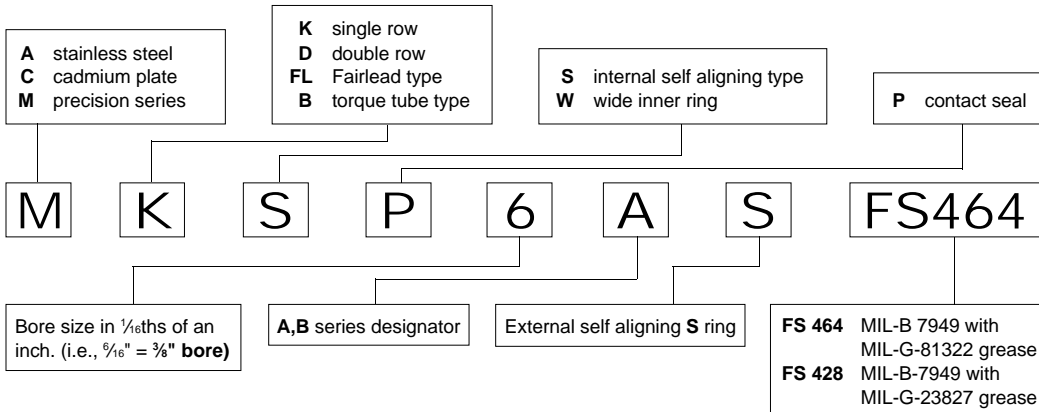 A stainless steel
C cadmium plate
M precision series
K single row
D double row
FL Fairlead type
B torque tube type
S internal self aligning type
W wide inner ring
P contact seal
M K S P 6 A S FS464
Bore size in 1⁄16ths of an
inch. (i.e., 6⁄16" = 3⁄8" bore)
A,B series designator
External self aligning S ring
FS 464 MIL-B 7949 with
MIL-G-81322 grease
FS 428 MIL-B-7949 with
MIL-G-23827 grease